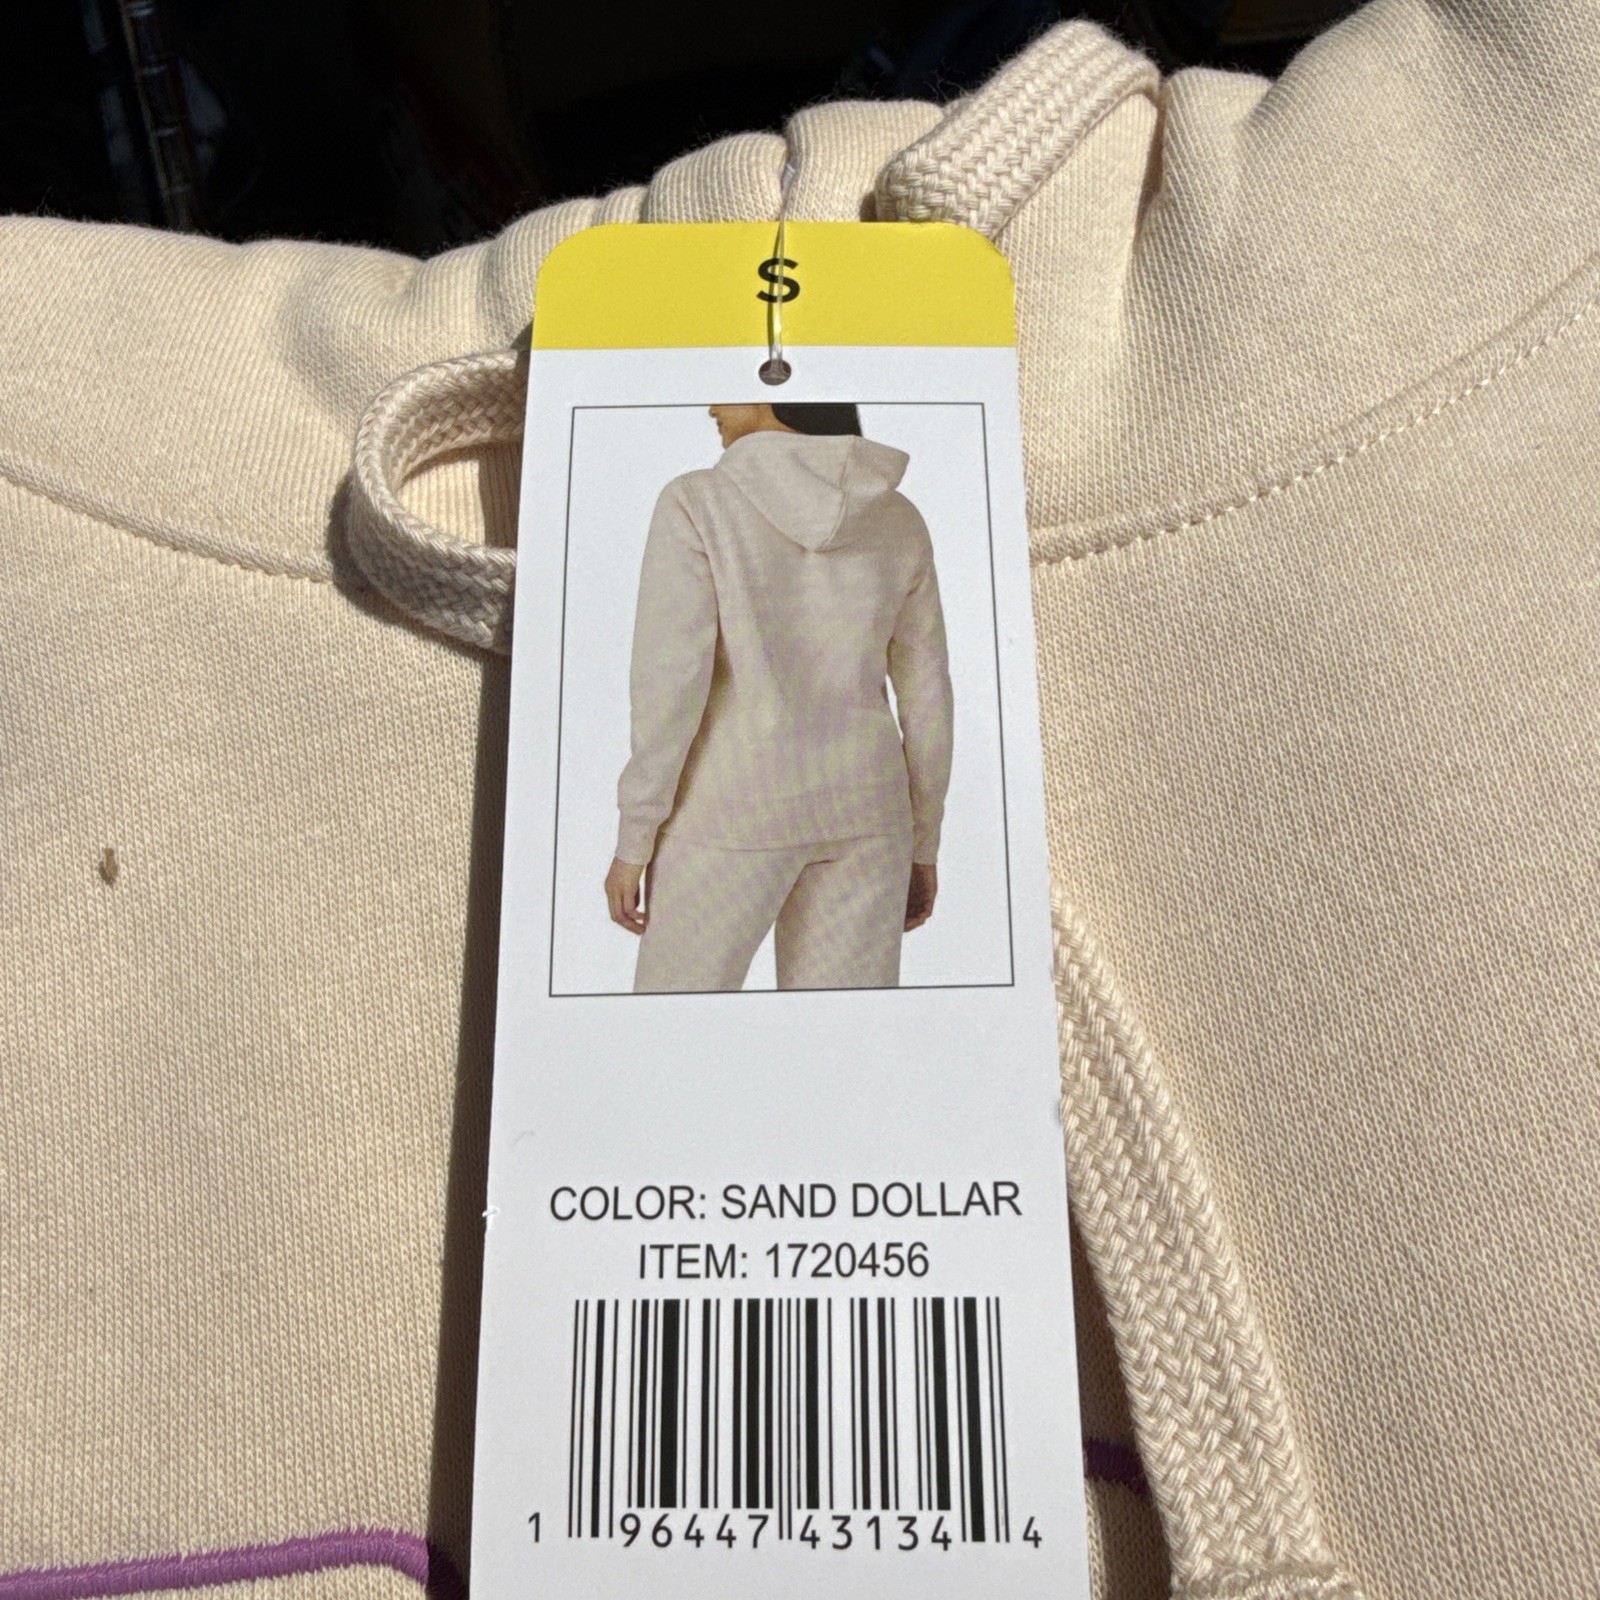 S
COLOR: SAND DOLLAR
ITEM: 1720456
1 96447 43134 4